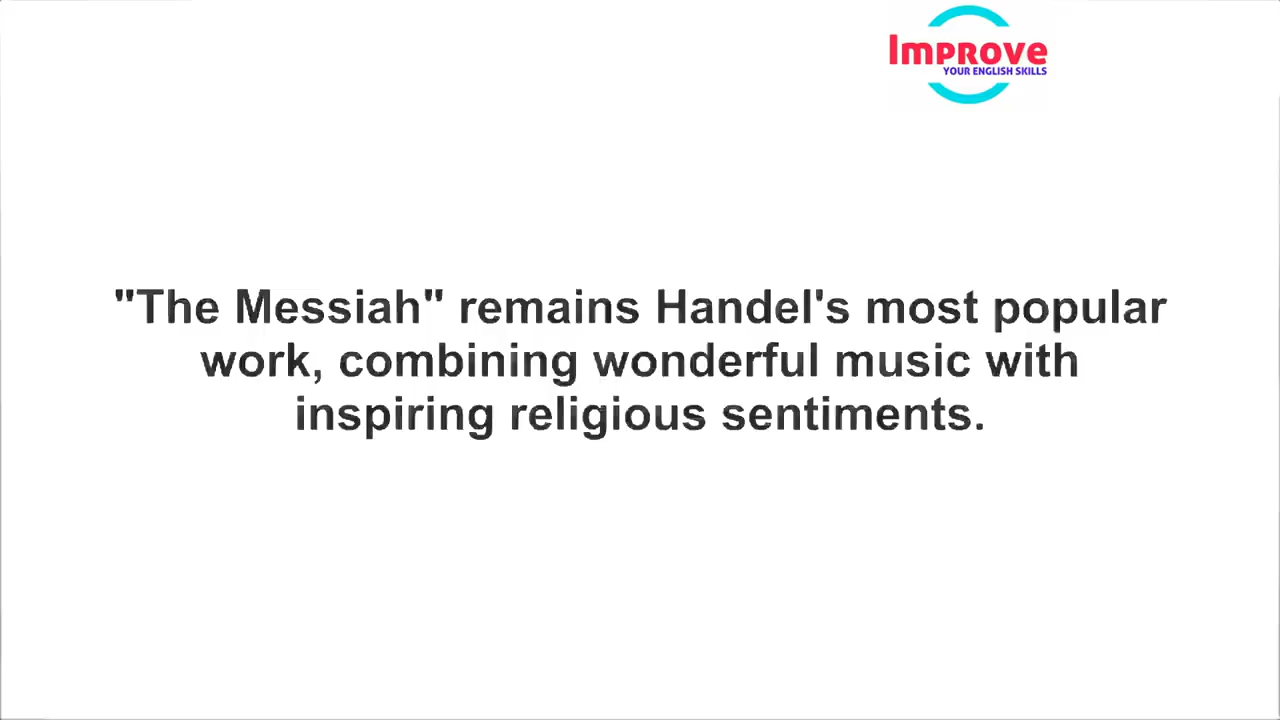 Improve
YOUR ENGLISH SKILLS
"The Messiah" remains Handel's most popular
work, combining wonderful music with
inspiring religious sentiments.